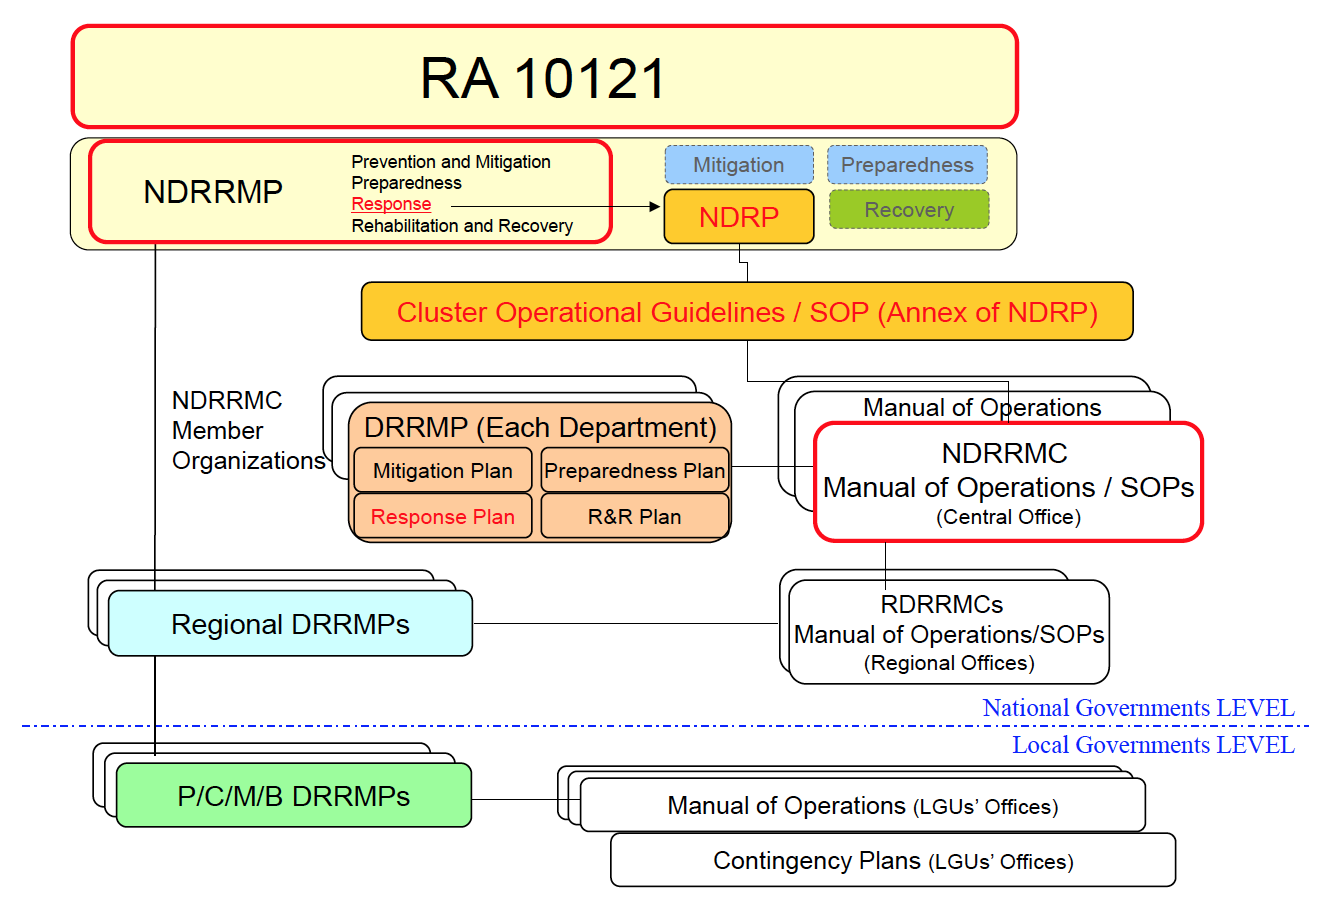 RA 10121
NDRRMP
Prevention and Mitigation
Preparedness
Response
Rehabilitation and Recovery
Mitigation
Preparedness
NDRP
Recovery
Cluster Operational Guidelines / SOP (Annex of NDRP)
NDRRMC
Member
Organizations
DRRMP (Each Department)
Mitigation Plan
Preparedness Plan
Response Plan
R&R Plan
Manual of Operations
NDRRMC
Manual of Operations / SOPs
(Central Office)
Regional DRRMPs
RDRRMCs
Manual of Operations/SOPs
(Regional Offices)
National Governments LEVEL
Local Governments LEVEL
P/C/M/B DRRMPs
Manual of Operations (LGUs’ Offices)
Contingency Plans (LGUs’ Offices)